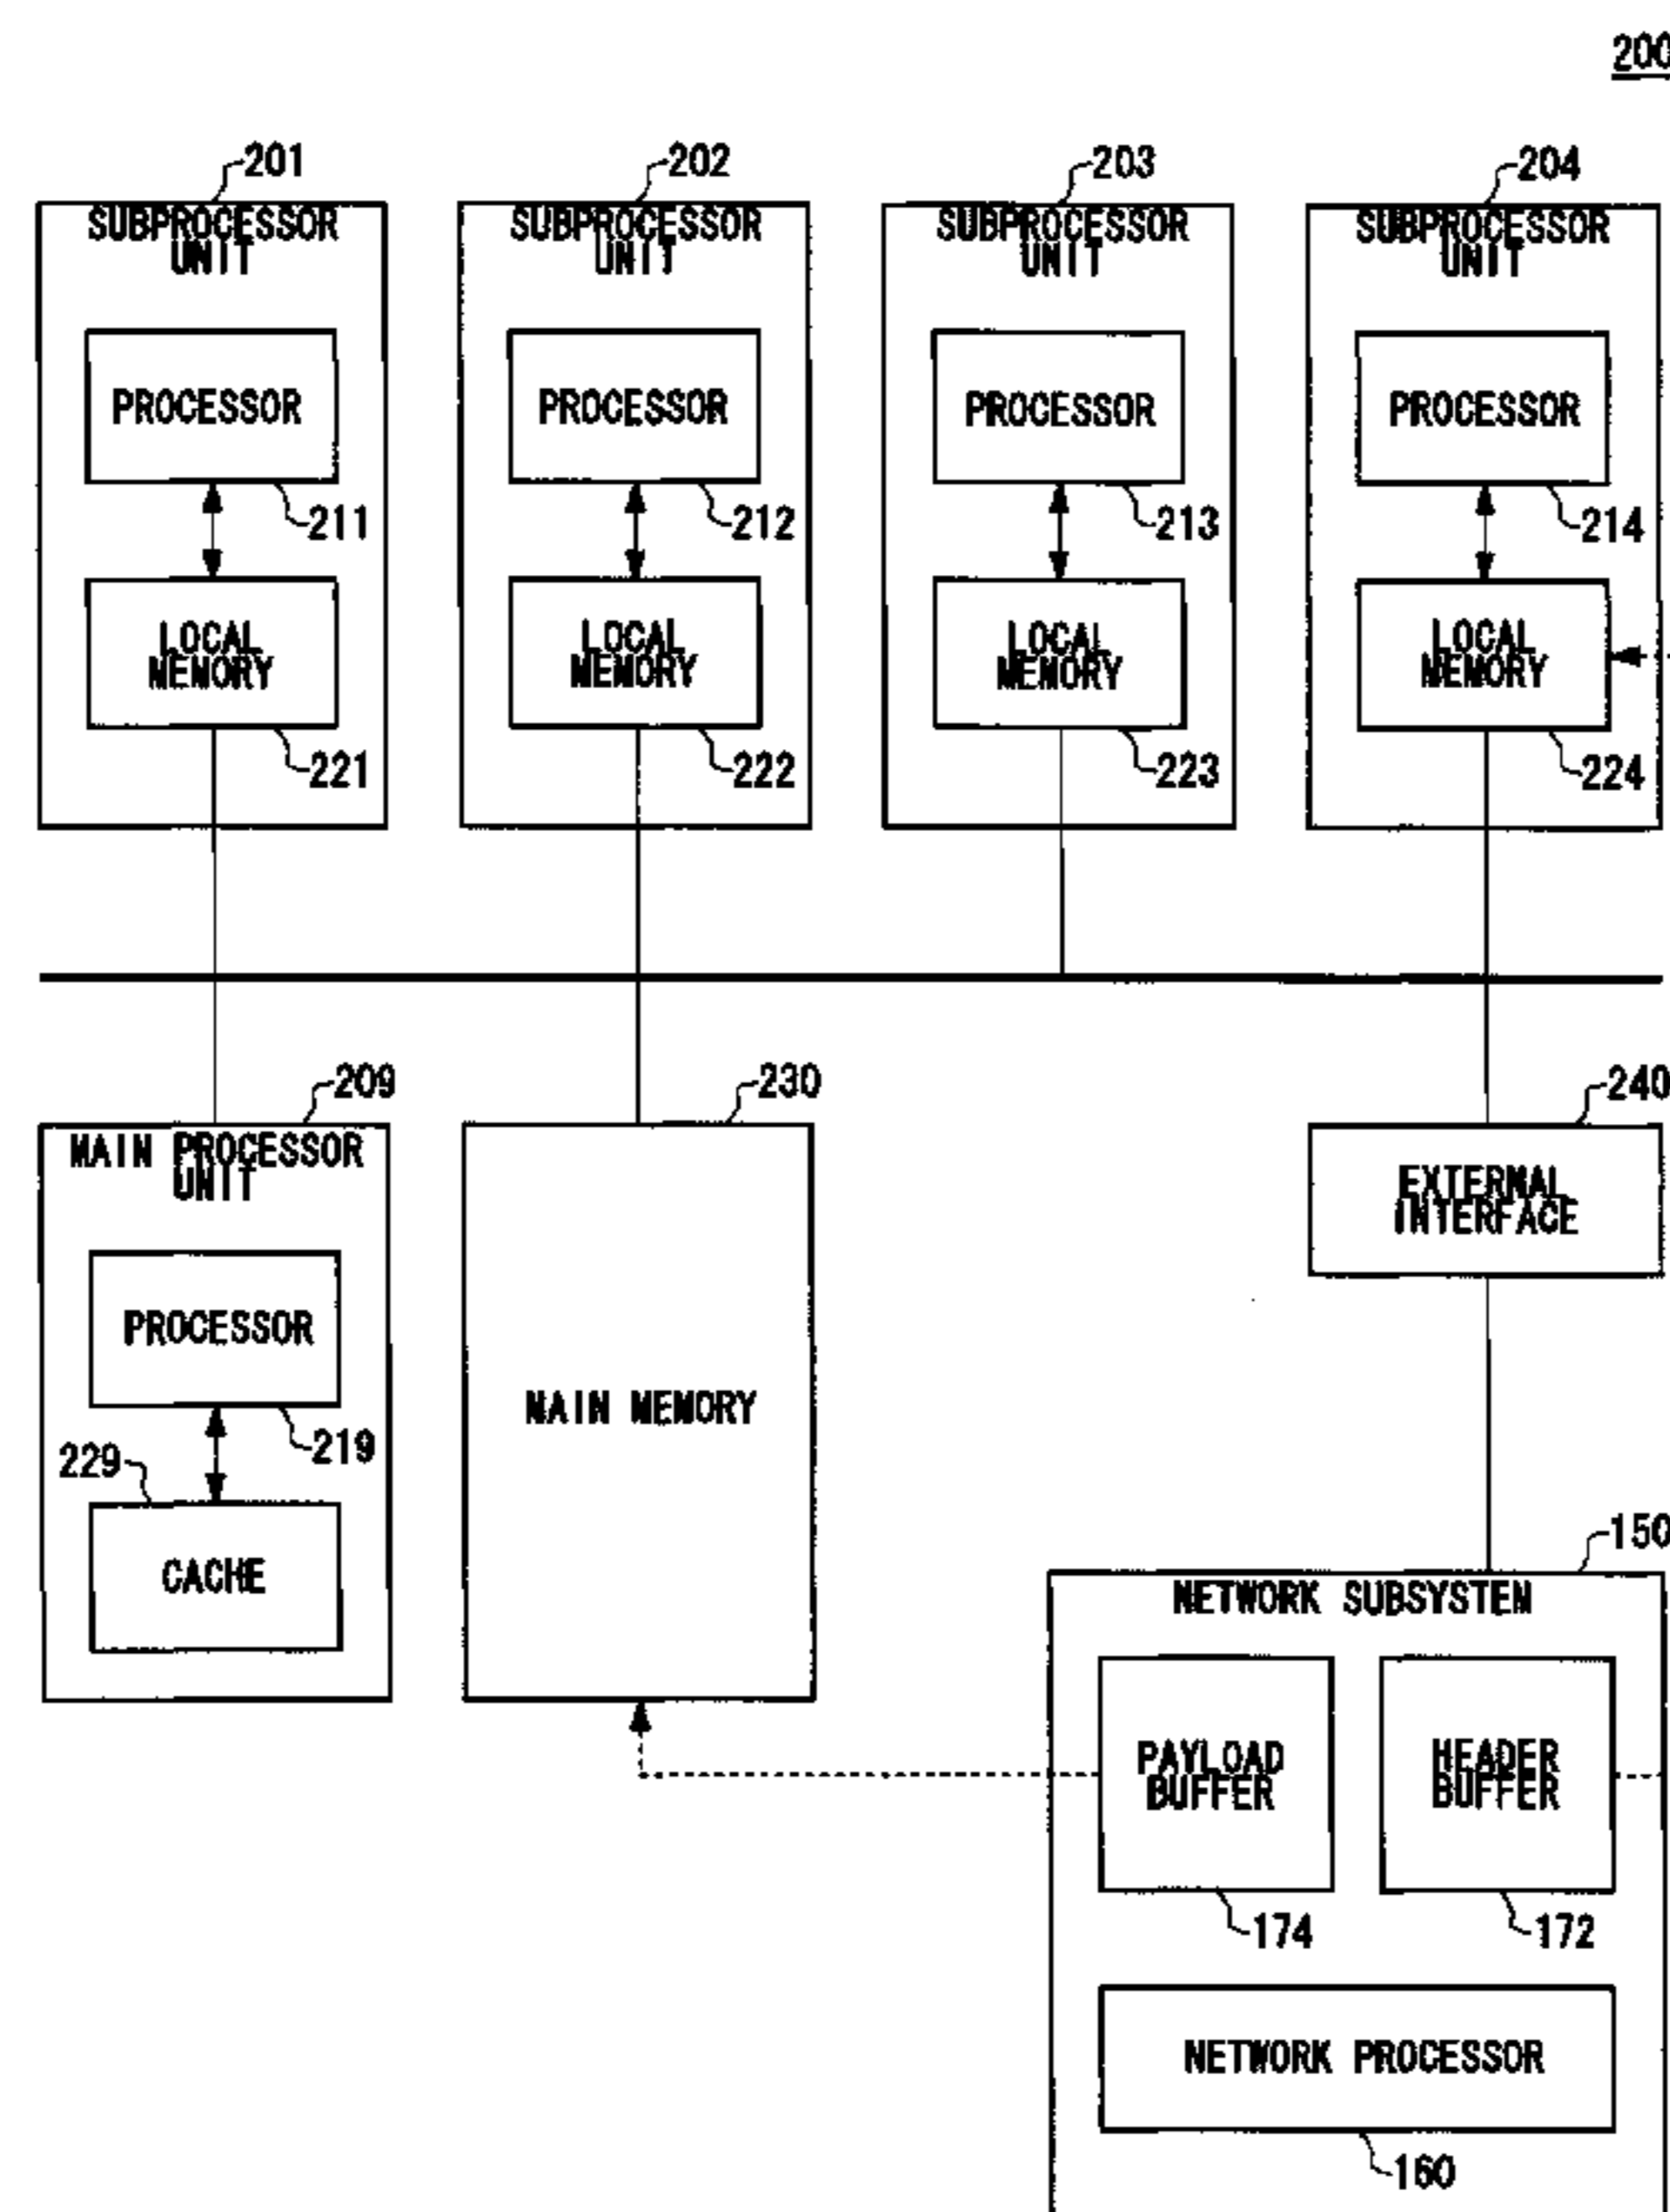 200
201
202
203
204
SUBPROCESSOR
UNIT
SUBPROCESSOR
UNIT
SUBPROCESSOR
UNIT
SUBPROCESSOR
UNIT
PROCESSOR
PROCESSOR
PROCESSOR
PROCESSOR
211
212
213
214
LOCAL
MEMORY
LOCAL
MEMORY
LOCAL
MEMORY
LOCAL
MEMORY
221
222
223
224
209
230
240
MAIN PROCESSOR
UNIT
EXTERNAL
INTERFACE
PROCESSOR
MAIN MEMORY
219
229
CACHE
150
NETWORK SUBSYSTEM
PAYLOAD
BUFFER
HEADER
BUFFER
174
172
NETWORK PROCESSOR
160